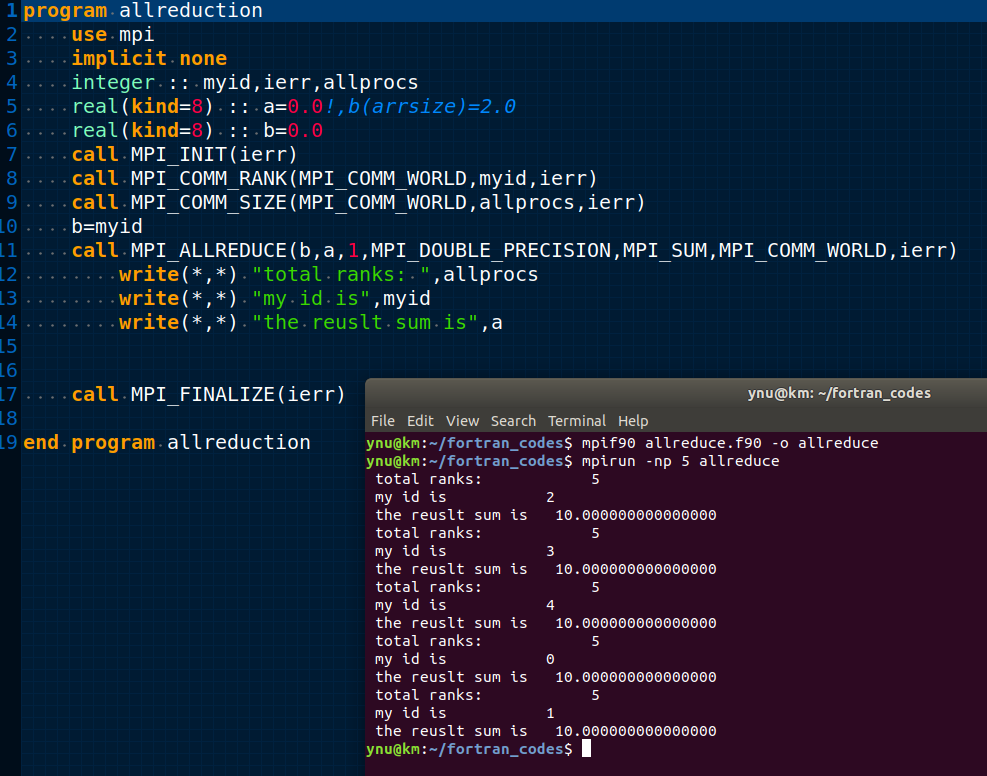 1 program allreduction
2 use mpi
3 implicit none
4 integer :: myid,ierr,allprocs
5 real(kind=8) :: a=0.0!,b(arrsize)=2.0
6 real(kind=8) :: b=0.0
7 call MPI_INIT(ierr)
8 call MPI_COMM_RANK(MPI_COMM_WORLD,myid,ierr)
9 call MPI_COMM_SIZE(MPI_COMM_WORLD,allprocs,ierr)
10 b=myid
11 call MPI_ALLREDUCE(b,a,1,MPI_DOUBLE_PRECISION,MPI_SUM,MPI_COMM_WORLD,ierr)
12 write(*,*) "total ranks: ",allprocs
13 write(*,*) "my id is",myid
14 write(*,*) "the reuslt sum is",a
15
16
17 call MPI_FINALIZE(ierr)
18
19 end program allreduction
ynu@km: ~/fortran_codes
File Edit View Search Terminal Help
ynu@km:~/fortran_codes$ mpif90 allreduce.f90 -o allreduce
ynu@km:~/fortran_codes$ mpirun -np 5 allreduce
total ranks: 5
my id is 2
the reuslt sum is 10.000000000000000
total ranks: 5
my id is 3
the reuslt sum is 10.000000000000000
total ranks: 5
my id is 4
the reuslt sum is 10.000000000000000
total ranks: 5
my id is 0
the reuslt sum is 10.000000000000000
total ranks: 5
my id is 1
the reuslt sum is 10.000000000000000
ynu@km:~/fortran_codes$